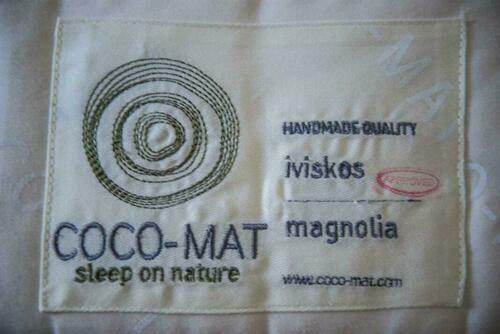 HANDMADE QUALITY
iviskos
APPROVED
magnolia
COCO-MAT
sleep on nature
www.coco-mat.com